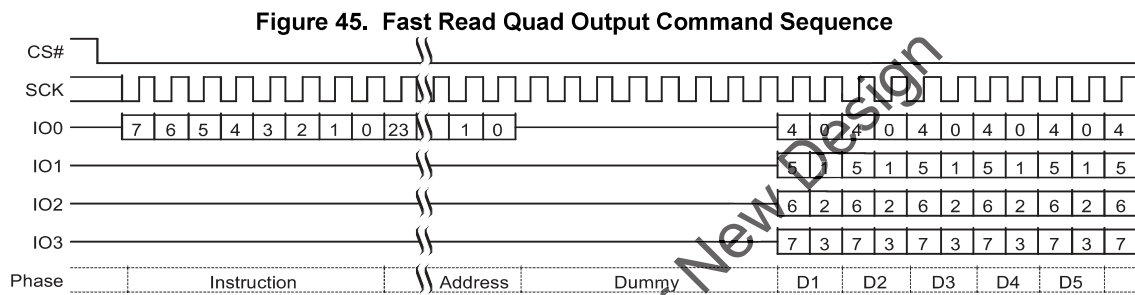 Figure 45. Fast Read Quad Output Command Sequence
CS#
SCK
IO0 7 6 5 4 3 2 1 0 23 1 0 4 0 4 0 4 0 4 0 4 0 4
IO1 5 1 5 1 5 1 5 1 5 1 5
IO2 6 2 6 2 6 2 6 2 6 2 6
IO3 7 3 7 3 7 3 7 3 7 3 7
Phase Instruction Address Dummy D1 D2 D3 D4 D5
New Design